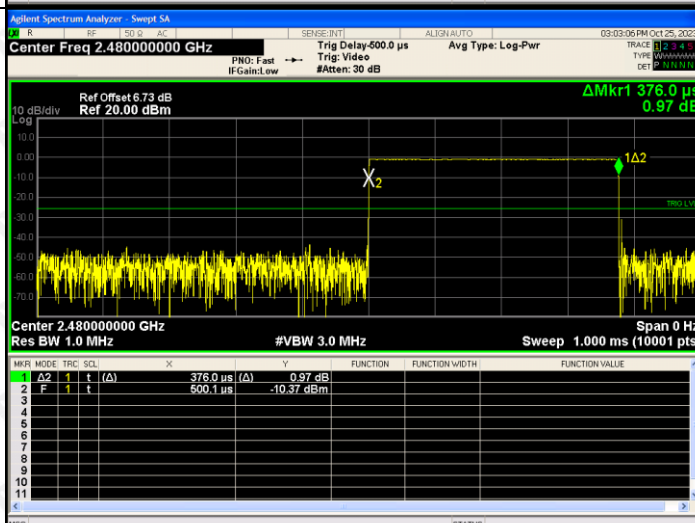 Agilent Spectrum Analyzer - Swept SA
R RF 50 Ω AC SENSE:INT ALIGN AUTO 03:03:06 PM Oct 25, 2023
Center Freq 2.480000000 GHz
PNO: Fast
IFGain:Low
Trig Delay-500.0 µs
Trig: Video
#Atten: 30 dB
Avg Type: Log-Pwr
TRACE 1 2 3 4 5
TYPE
DET P N N N N
ΔMkr1 376.0 µs
0.97 dB
Ref Offset 6.73 dB
10 dB/div Ref 20.00 dBm
Log
10.0
0.00
1Δ2
-10.0
X2
-20.0
TRIG LVL
-30.0
-40.0
-50.0
-60.0
-70.0
Center 2.480000000 GHz Span 0 Hz
Res BW 1.0 MHz #VBW 3.0 MHz Sweep 1.000 ms (10001 pts
MKR MODE TRC SCL X Y FUNCTION FUNCTION WIDTH FUNCTION VALUE
1 Δ2 1 t (Δ) 376.0 µs (Δ) 0.97 dB
2 F 1 t 500.1 µs -10.37 dBm
3
4
5
6
7
8
9
10
11